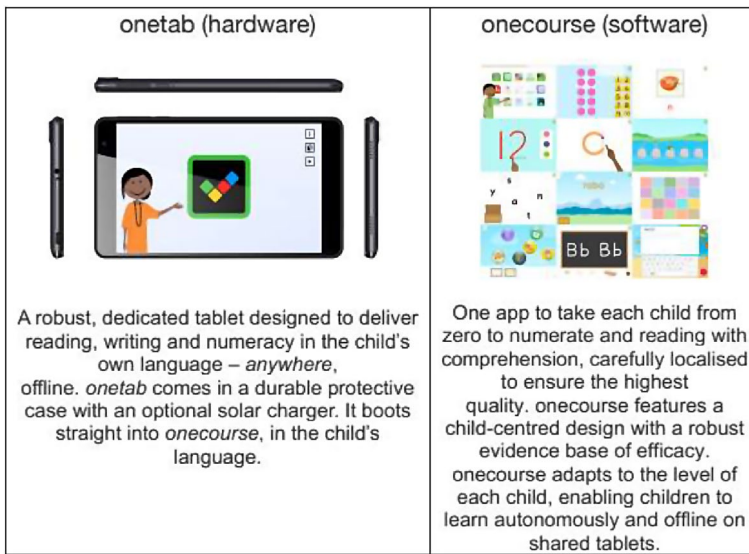 onetab (hardware)
A robust, dedicated tablet designed to deliver
reading, writing and numeracy in the child's
own language – anywhere,
offline. onetab comes in a durable protective
case with an optional solar charger. It boots
straight into onecourse, in the child's
language.
onecourse (software)
12
y s a n t
Bb Bb
One app to take each child from
zero to numerate and reading with
comprehension, carefully localised
to ensure the highest
quality. onecourse features a
child-centred design with a robust
evidence base of efficacy.
onecourse adapts to the level of
each child, enabling children to
learn autonomously and offline on
shared tablets.